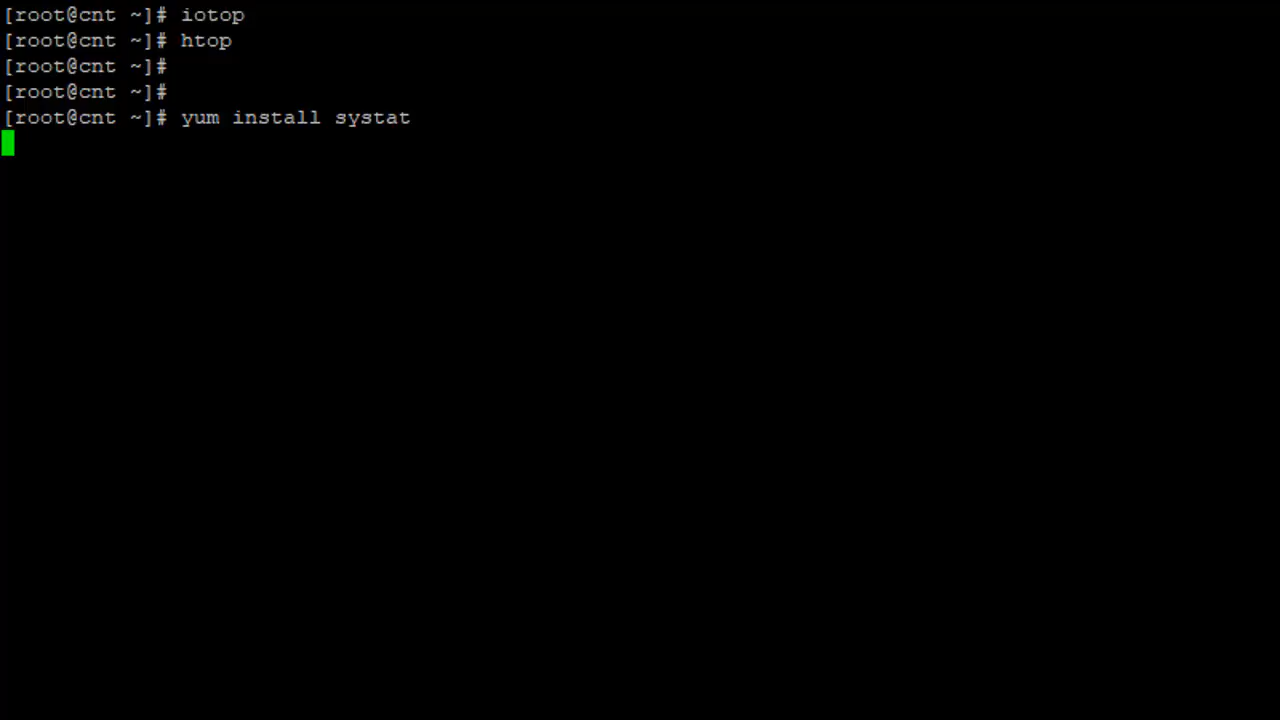 [root@cnt ~]# iotop
[root@cnt ~]# htop
[root@cnt ~]#
[root@cnt ~]#
[root@cnt ~]# yum install systat